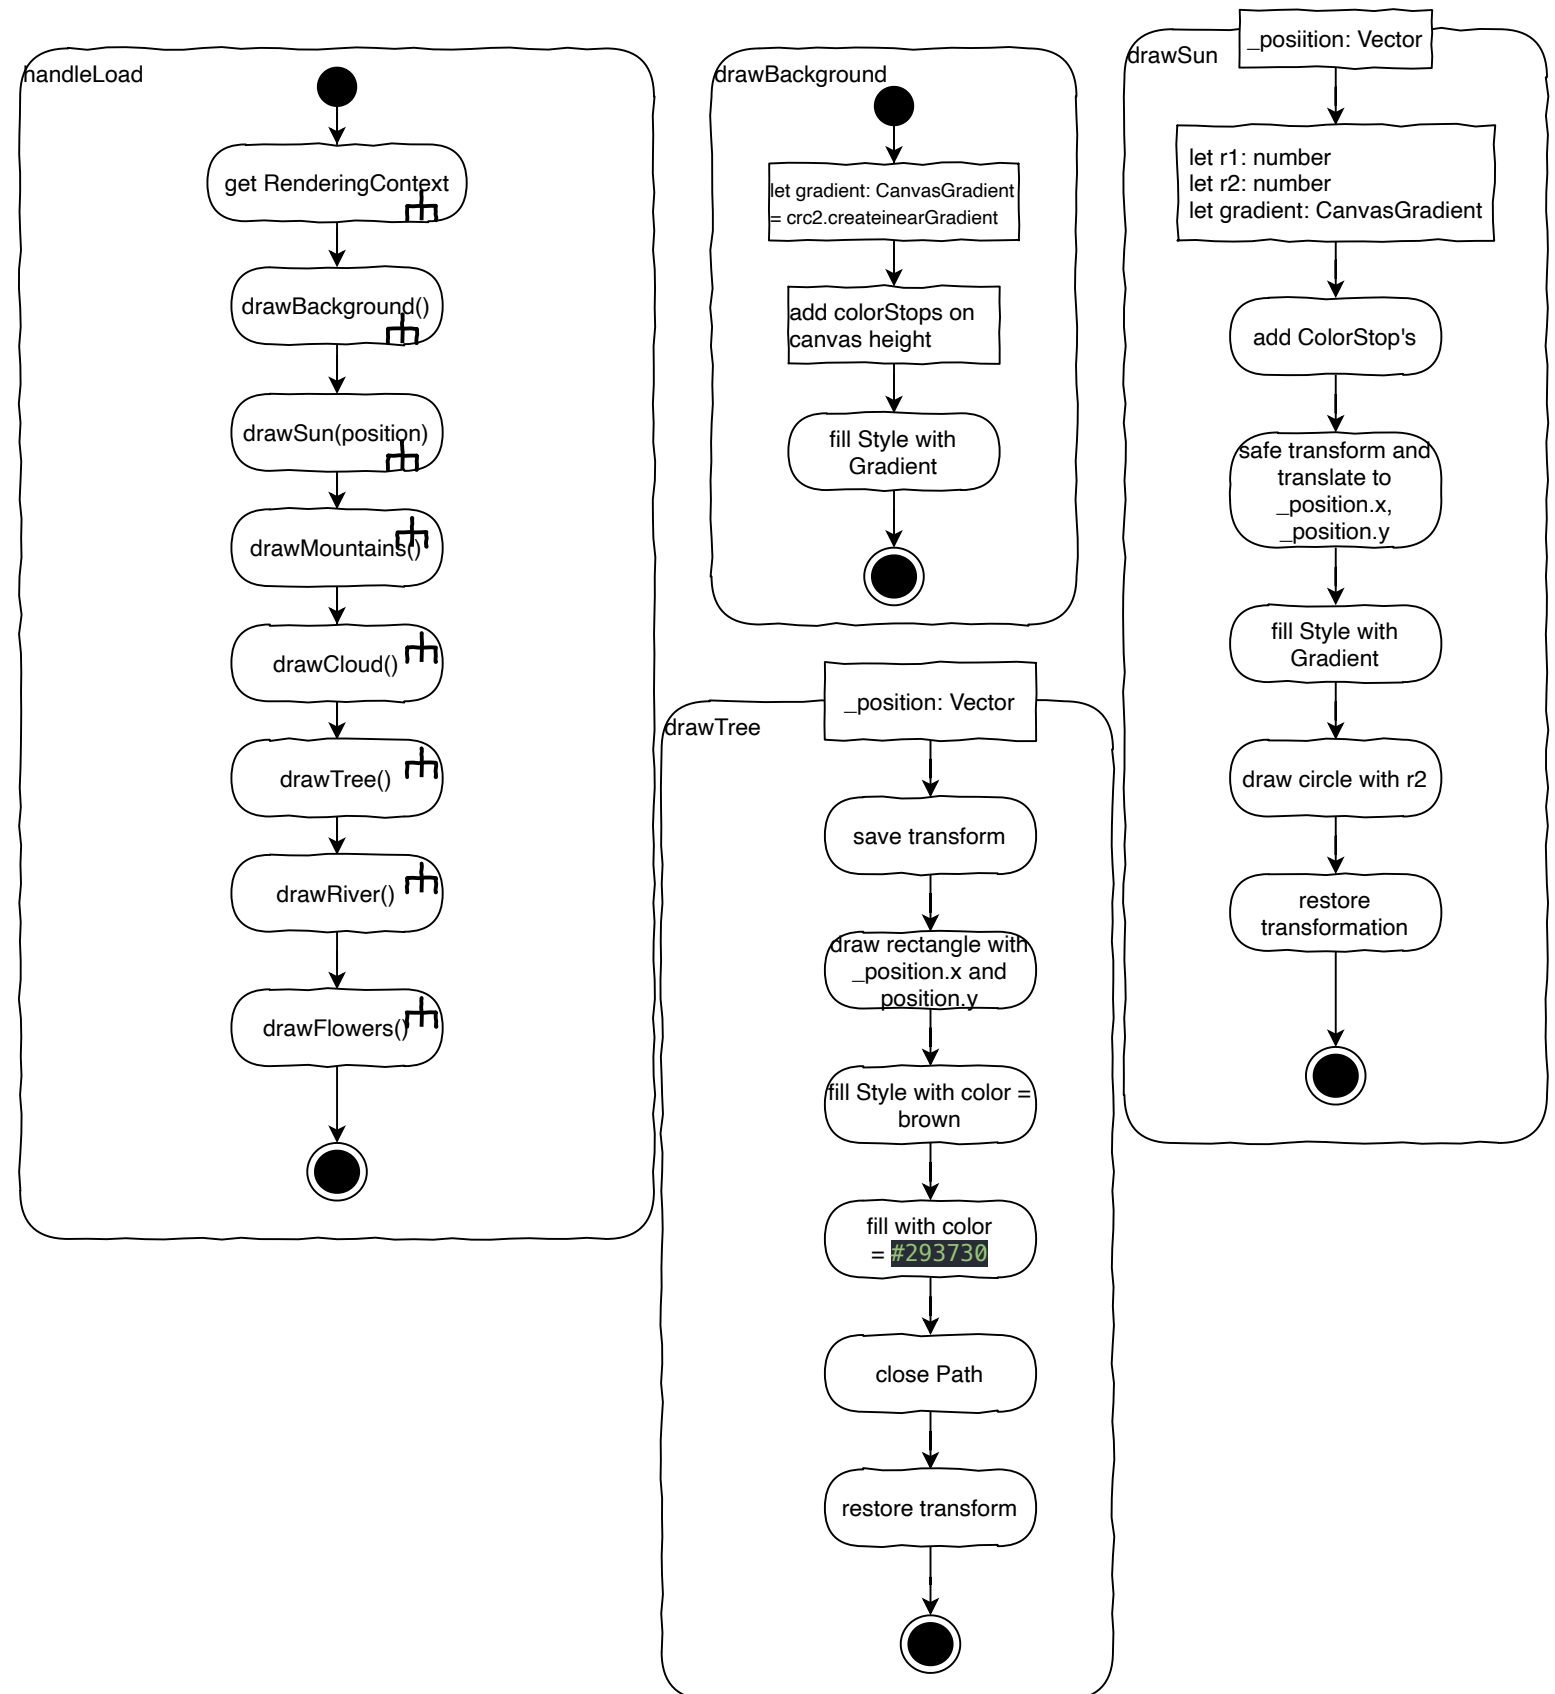 handleLoad
get RenderingContext
drawBackground()
drawSun(position)
drawMountains()
drawCloud()
drawTree()
drawRiver()
drawFlowers()
drawBackground
let gradient: CanvasGradient
= crc2.createinearGradient
add colorStops on
canvas height
fill Style with
Gradient
_position: Vector
drawTree
save transform
draw rectangle with
_position.x and
position.y
fill Style with color =
brown
fill with color
= #293730
close Path
restore transform
_posiition: Vector
drawSun
let r1: number
let r2: number
let gradient: CanvasGradient
add ColorStop's
safe transform and
translate to
_position.x,
_position.y
fill Style with
Gradient
draw circle with r2
restore
transformation